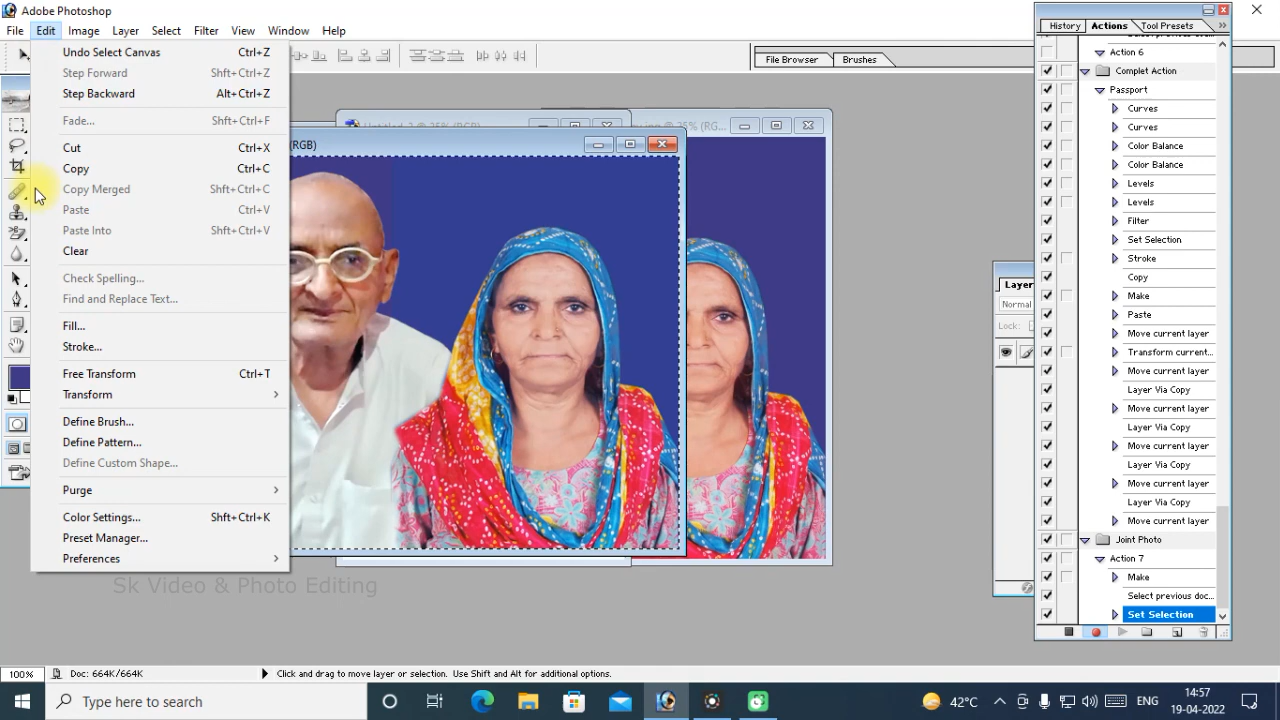 Adobe Photoshop
File Edit Image Layer Select Filter View Window Help
File Browser Brushes
History Actions Tool Presets
Undo Select Canvas Ctrl+Z
Step Forward Shft+Ctrl+Z
Step Backward Alt+Ctrl+Z
Fade... Shft+Ctrl+F
Cut Ctrl+X
Copy Ctrl+C
Copy Merged Shft+Ctrl+C
Paste Ctrl+V
Paste Into Shft+Ctrl+V
Clear
Check Spelling...
Find and Replace Text...
Fill...
Stroke...
Free Transform Ctrl+T
Transform
Define Brush...
Define Pattern...
Define Custom Shape...
Purge
Color Settings... Shft+Ctrl+K
Preset Manager...
Preferences
(RGB)
@ 25% (RGB)
@ 25% (RG...
Action 6
Complet Action
Passport
Curves
Curves
Color Balance
Color Balance
Levels
Levels
Filter
Set Selection
Stroke
Copy
Make
Paste
Move current layer
Transform current...
Move current layer
Layer Via Copy
Move current layer
Layer Via Copy
Move current layer
Layer Via Copy
Move current layer
Layer Via Copy
Move current layer
Joint Photo
Action 7
Make
Select previous doc...
Set Selection
Layer
Normal
Lock:
Sk Video & Photo Editing
100% Doc: 664K/664K Click and drag to move layer or selection. Use Shift and Alt for additional options.
Type here to search
42°C
ENG
14:57
19-04-2022